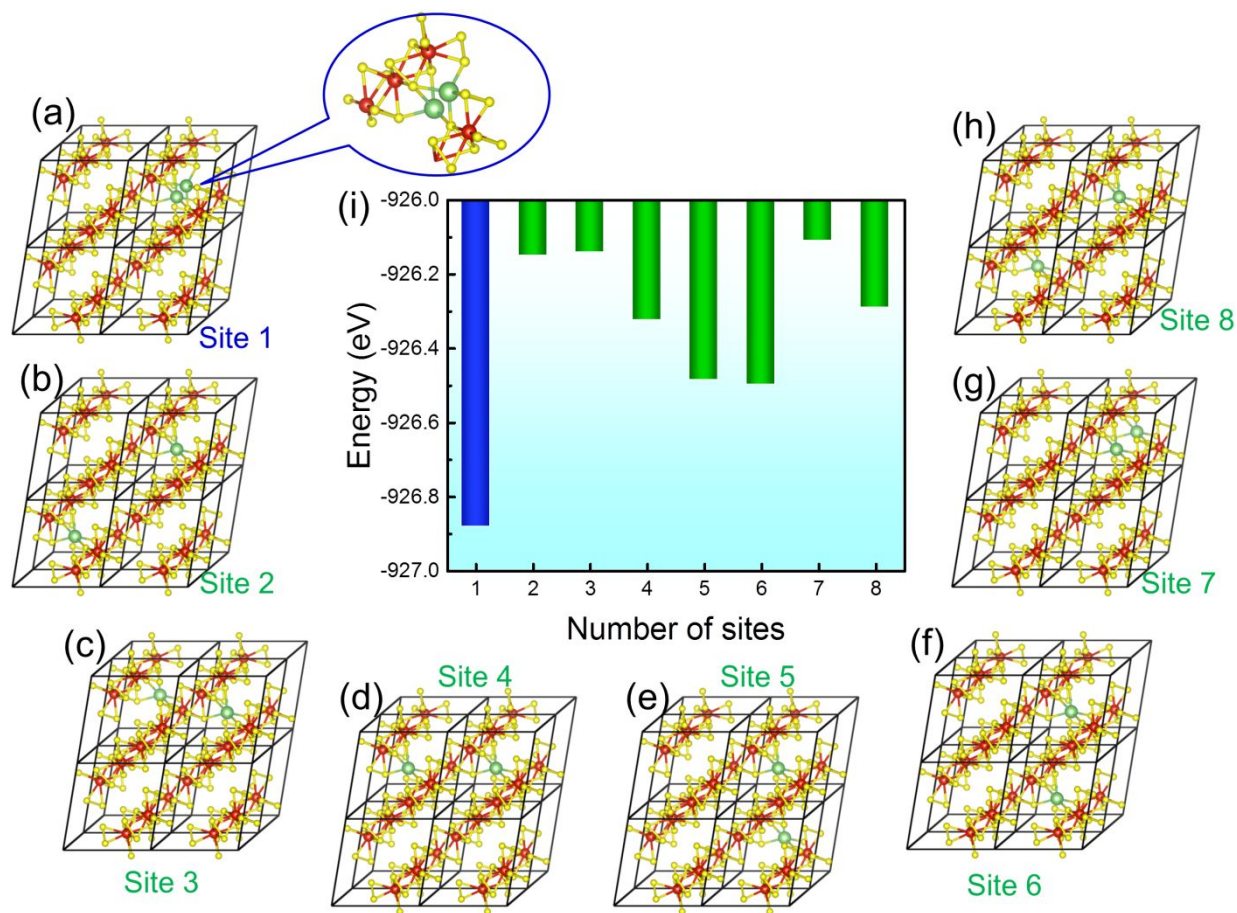 (a)
Site 1
(b)
Site 2
(c)
Site 3
(d)
Site 4
(e)
Site 5
(f)
Site 6
(g)
Site 7
(h)
Site 8
(i)
Energy (eV)
-926.0
-926.2
-926.4
-926.6
-926.8
-927.0
1 2 3 4 5 6 7 8
Number of sites